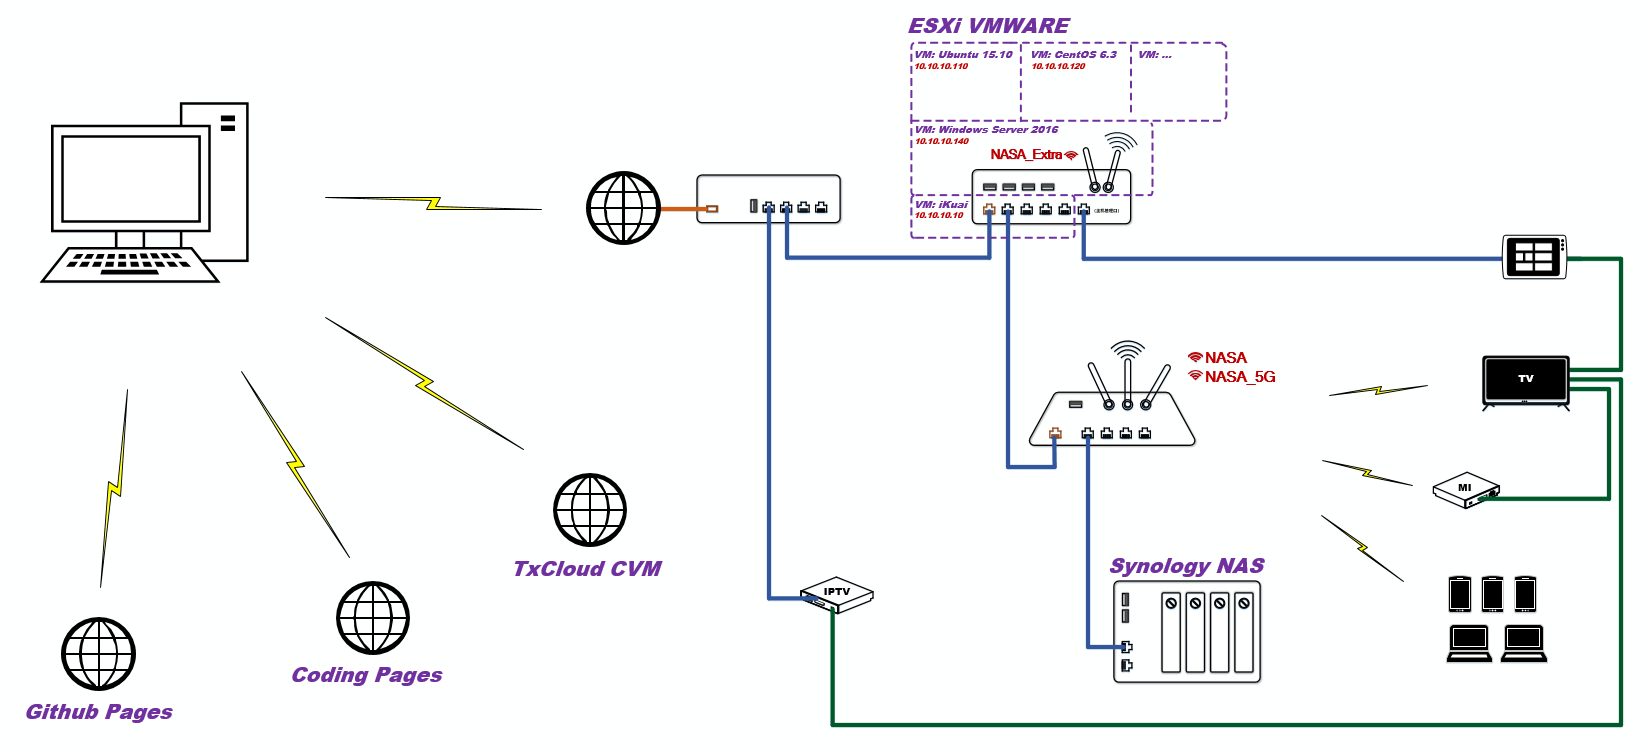 ESXi VMWARE
VM: Ubuntu 15.10
10.10.10.110
VM: CentOS 6.3
10.10.10.120
VM: ...
VM: Windows Server 2016
10.10.10.140
NASA_Extra
VM: iKuai
10.10.10.10
NASA
NASA_5G
TV
MI
IPTV
Synology NAS
TxCloud CVM
Coding Pages
Github Pages